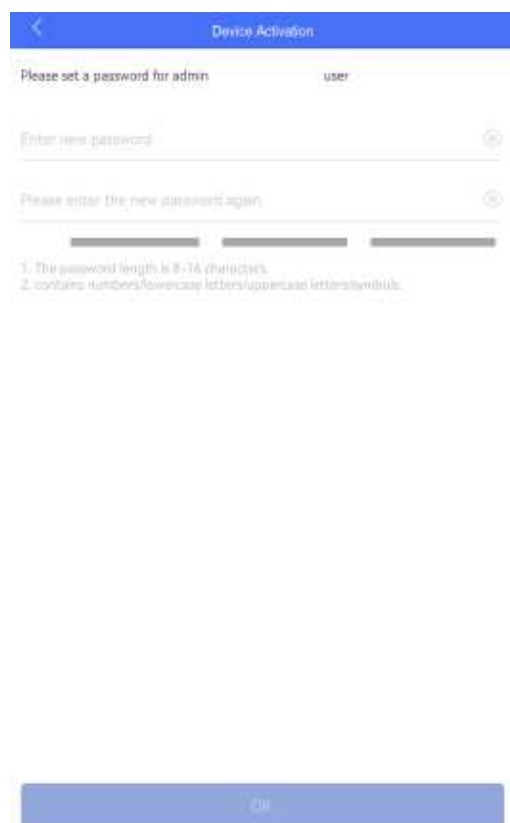 Device Activation
Please set a password for admin user
Enter new password
Please enter the new password again
1. The password length is 8-16 characters.
2. contains numbers/lowercase letters/uppercase letters/symbols.
OK